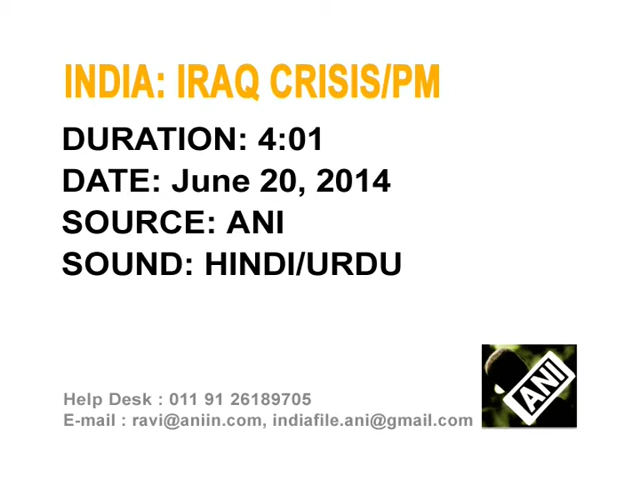 INDIA: IRAQ CRISIS/PM
DURATION: 4:01
DATE: June 20, 2014
SOURCE: ANI
SOUND: HINDI/URDU
Help Desk : 011 91 26189705
E-mail : ravi@aniin.com, indiafile.ani@gmail.com
ANI